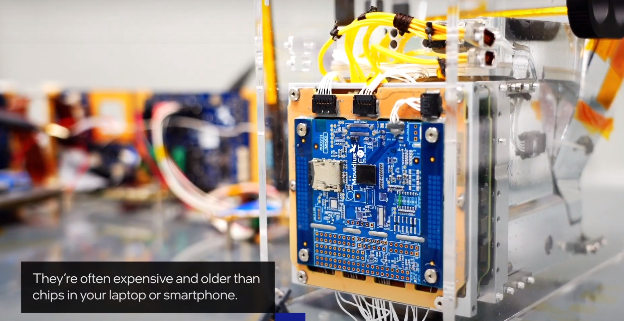 They're often expensive and older than
chips in your laptop or smartphone.